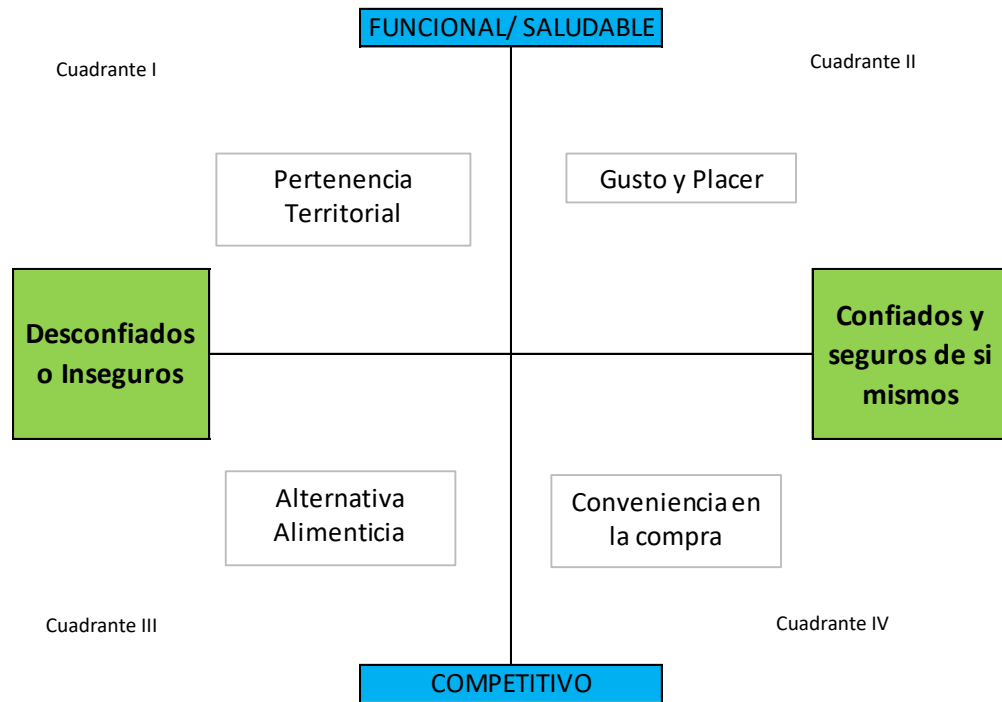 FUNCIONAL/ SALUDABLE
Cuadrante I
Cuadrante II
Pertenencia
Territorial
Gusto y Placer
Desconfiados
o Inseguros
Confiados y
seguros de si
mismos
Alternativa
Alimenticia
Conveniencia en
la compra
Cuadrante III
Cuadrante IV
COMPETITIVO